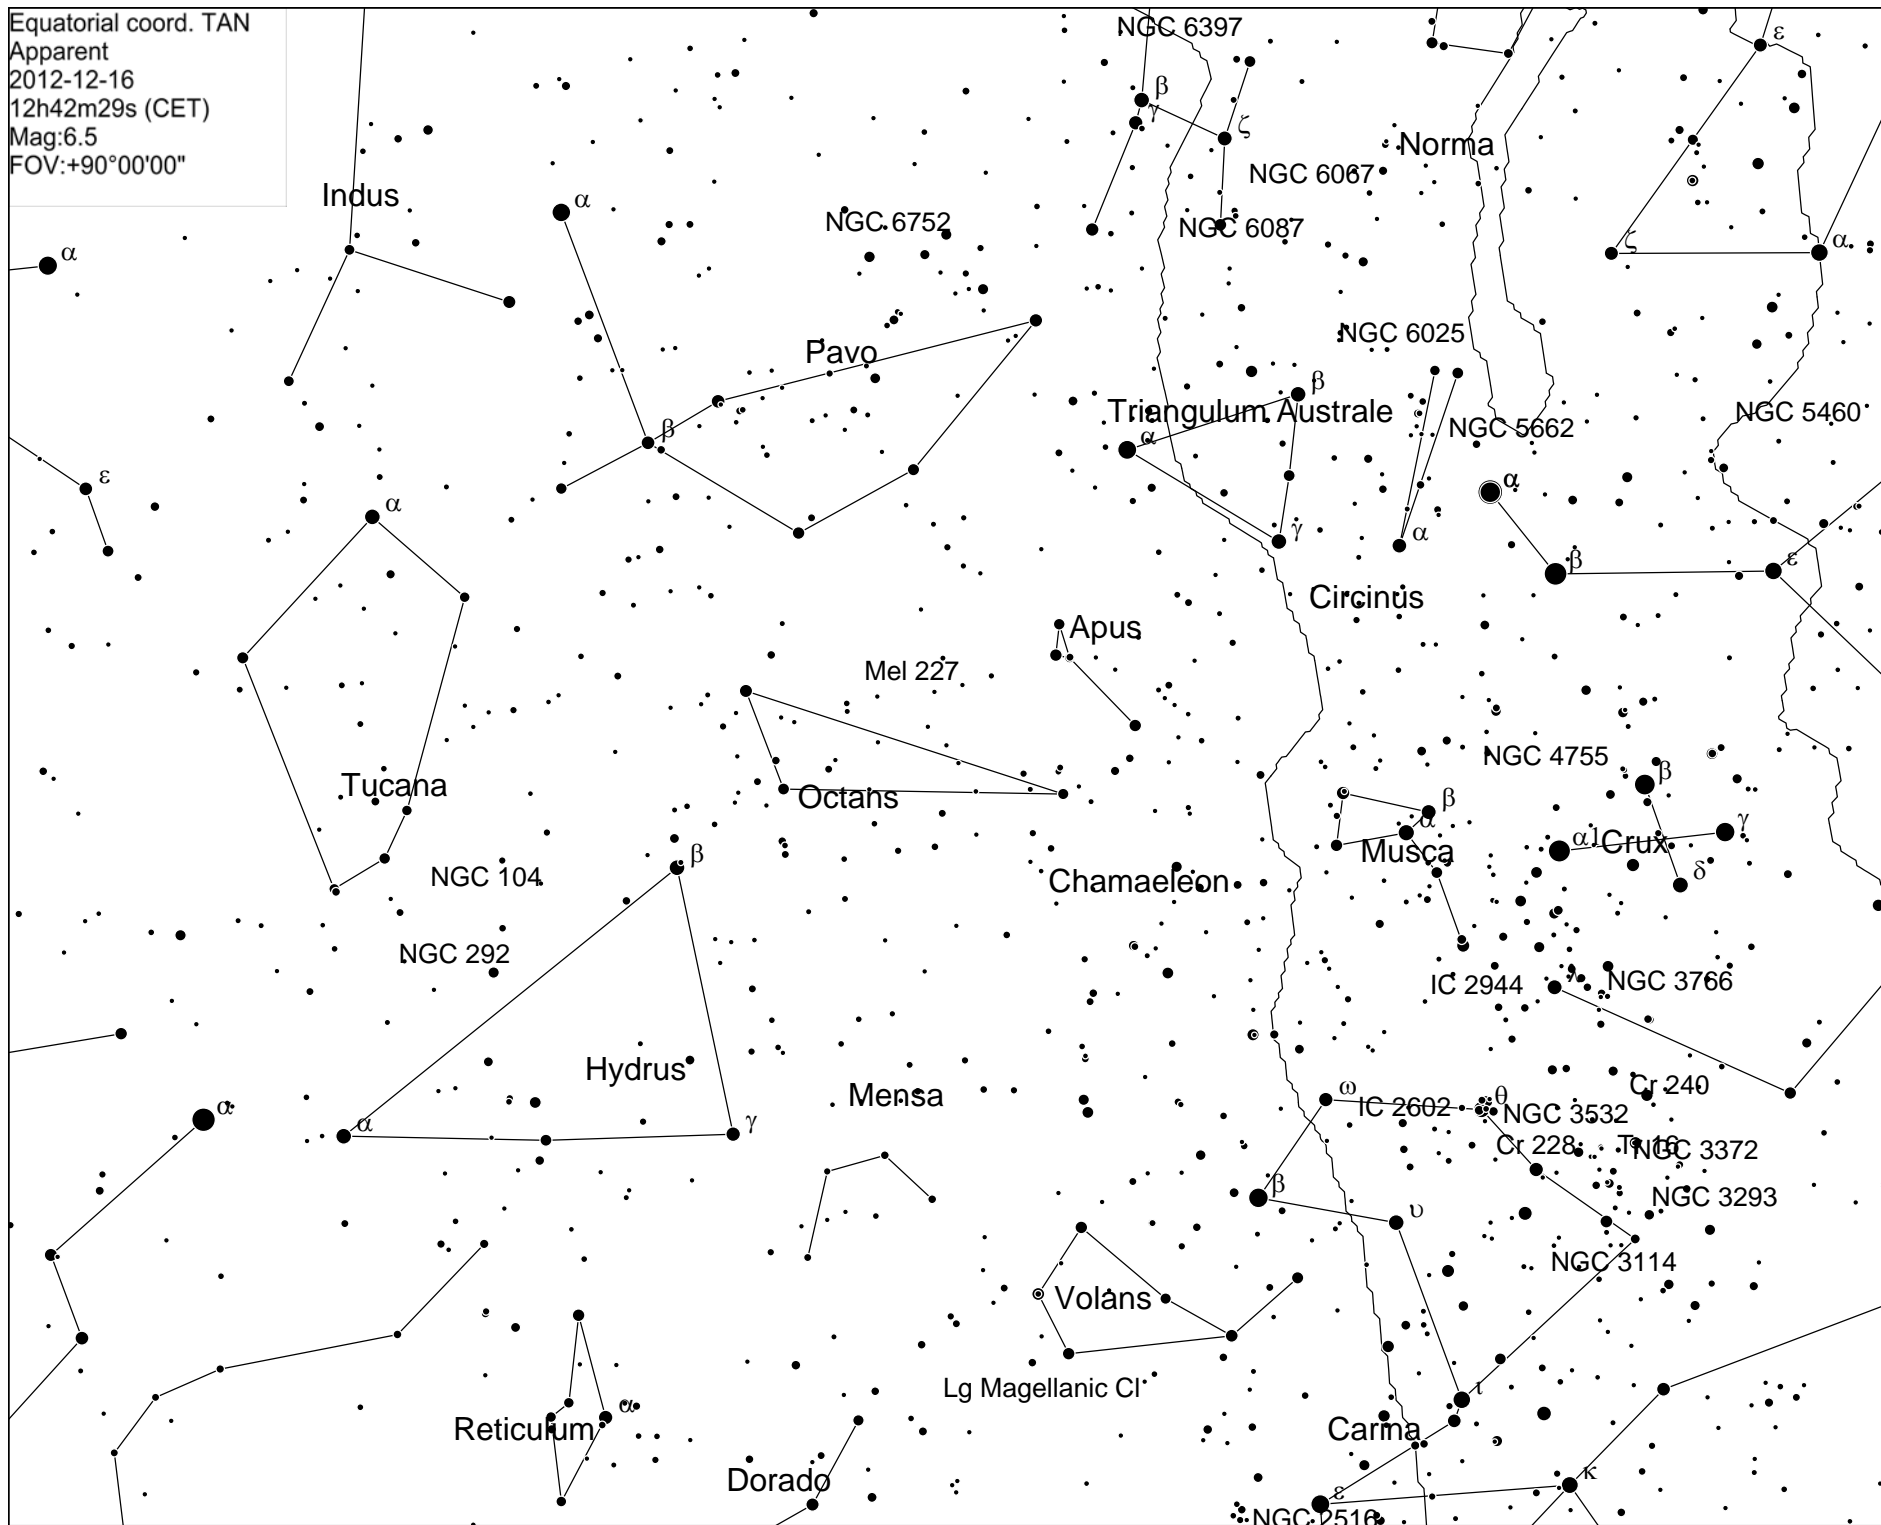 Equatorial coord. TAN
Apparent
2012-12-16
12h42m29s (CET)
Mag:6.5
FOV:+90°00'00"
NGC 6397
ε
β
γ
ζ
Norma
NGC 6067
Indus
α
NGC 6752
NGC 6087
ζ
α
α
NGC 6025
Pavo
β
Triangulum Australe
NGC 5460
α
β
NGC 5662
ε
α
α
γ
α
β
ε
Circinus
Apus
Mel 227
NGC 4755
β
Tucana
Octans
β
α
γ
α1
Crux
Musca
β
NGC 104
Chamaeleon
δ
NGC 292
λ
IC 2944
NGC 3766
Hydrus
Mensa
ω
IC 2602
θ
Cr 240
NGC 3532
α
α
γ
Cr 228
Tr 16
NGC 3372
β
NGC 3293
υ
NGC 3114
Volans
Lg Magellanic Cl
ι
α
Reticulum
Carina
Dorado
κ
ε
NGC 2516